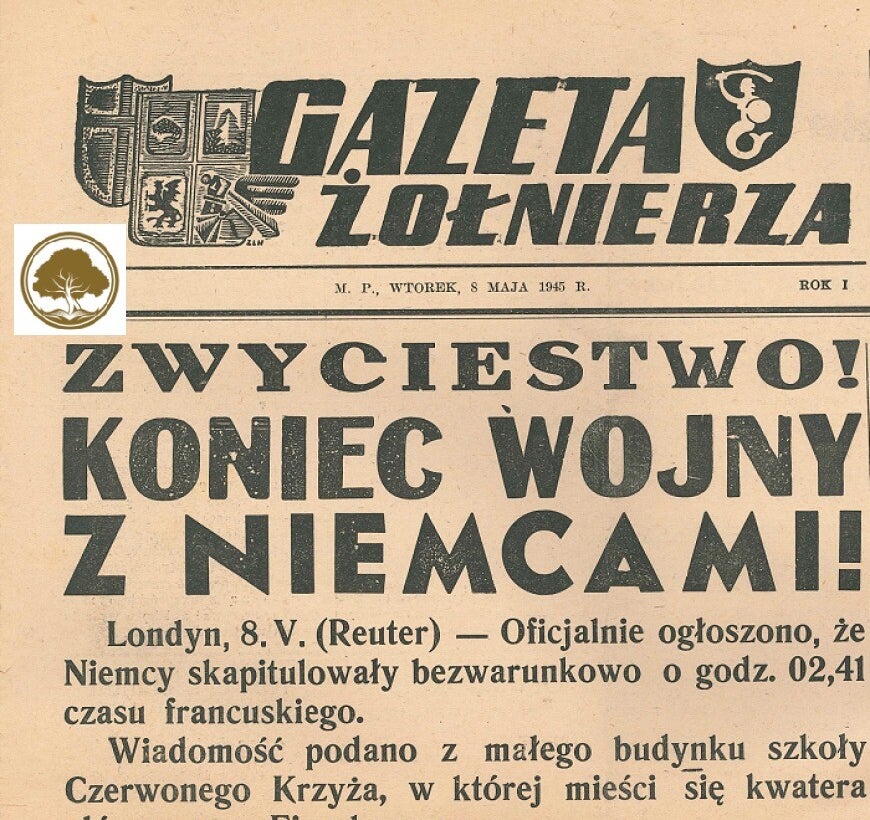 GAZETA
ŻOŁNIERZA
M. P., WTOREK, 8 MAJA 1945 R.
ROK I
ZWYCIESTWO!
KONIEC WOJNY
Z NIEMCAMI!
Londyn, 8. V. (Reuter) — Oficjalnie ogłoszono, że
Niemcy skapitulowały bezwarunkowo o godz. 02,41
czasu francuskiego.
Wiadomość podano z małego budynku szkoły
Czerwonego Krzyża, w której mieści się kwatera